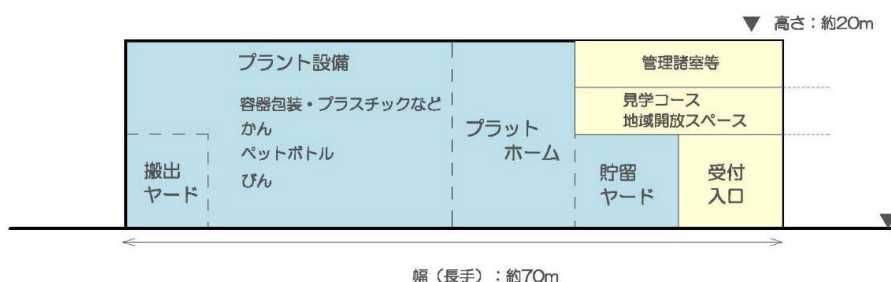 高さ：約20m
プラント設備
管理諸室等
容器包装・プラスチックなど
かん
ペットボトル
びん
見学コース
地域開放スペース
プラット
ホーム
搬出
ヤード
貯留
ヤード
受付
入口
幅（長手）：約70m